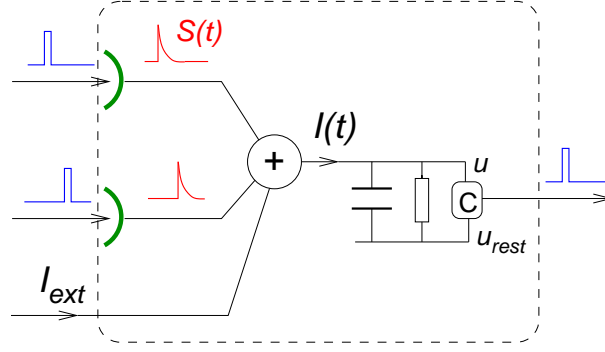 S(t)
I(t)
+
u
C
u_rest
I_ext